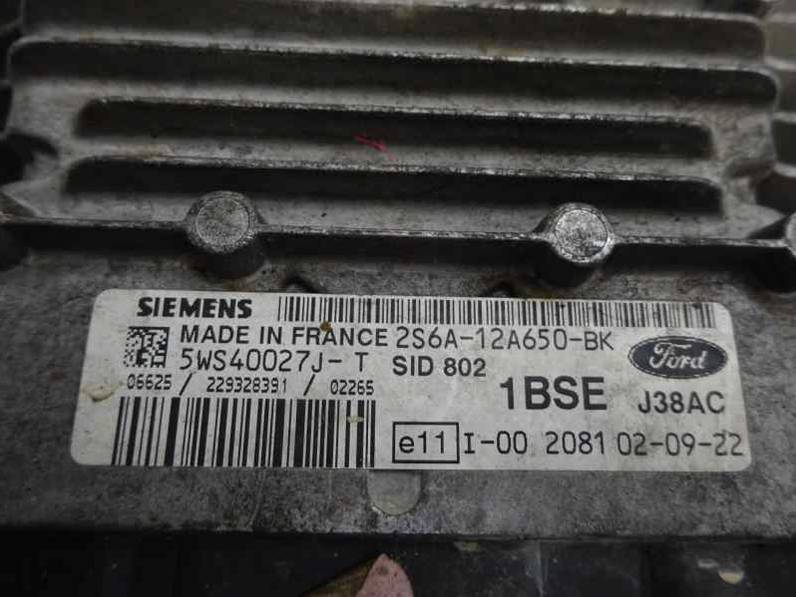 SIEMENS
MADE IN FRANCE 2S6A-12A650-BK
5WS40027J-T SID 802
Ford
06625 / 229328391 / 02265
1BSE J38AC
e11 I-00 2081 02-09-22